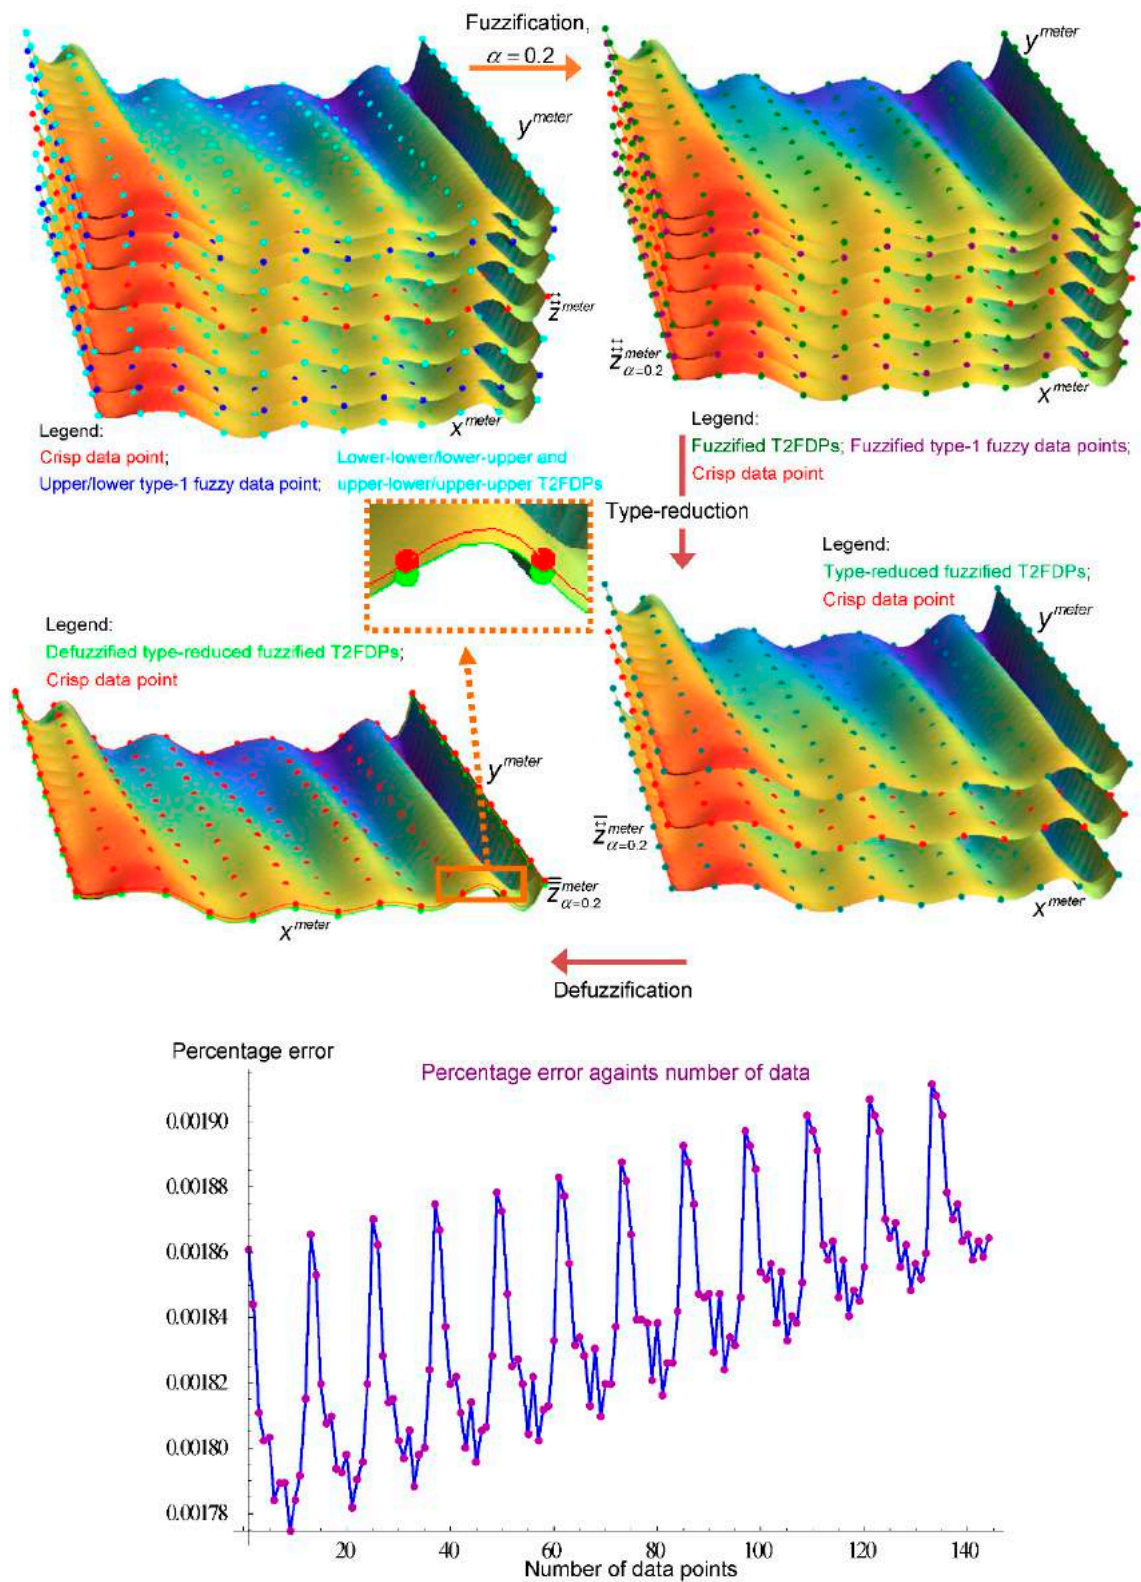 Fuzzification,
α = 0.2
y meter
y meter
z meter
z meter α=0.2
x meter
x meter
Legend:
Crisp data point;
Upper/lower type-1 fuzzy data point;
Lower-lower/lower-upper and
upper-lower/upper-upper T2FDPs
Legend:
Fuzzified T2FDPs; Fuzzified type-1 fuzzy data points;
Crisp data point
Type-reduction
Legend:
Type-reduced fuzzified T2FDPs;
Crisp data point
y meter
Legend:
Defuzzified type-reduced fuzzified T2FDPs;
Crisp data point
y meter
z meter α=0.2
z meter α=0.2
x meter
x meter
Defuzzification
Percentage error
Percentage error againts number of data
0.00190
0.00188
0.00186
0.00184
0.00182
0.00180
0.00178
20 40 60 80 100 120 140
Number of data points